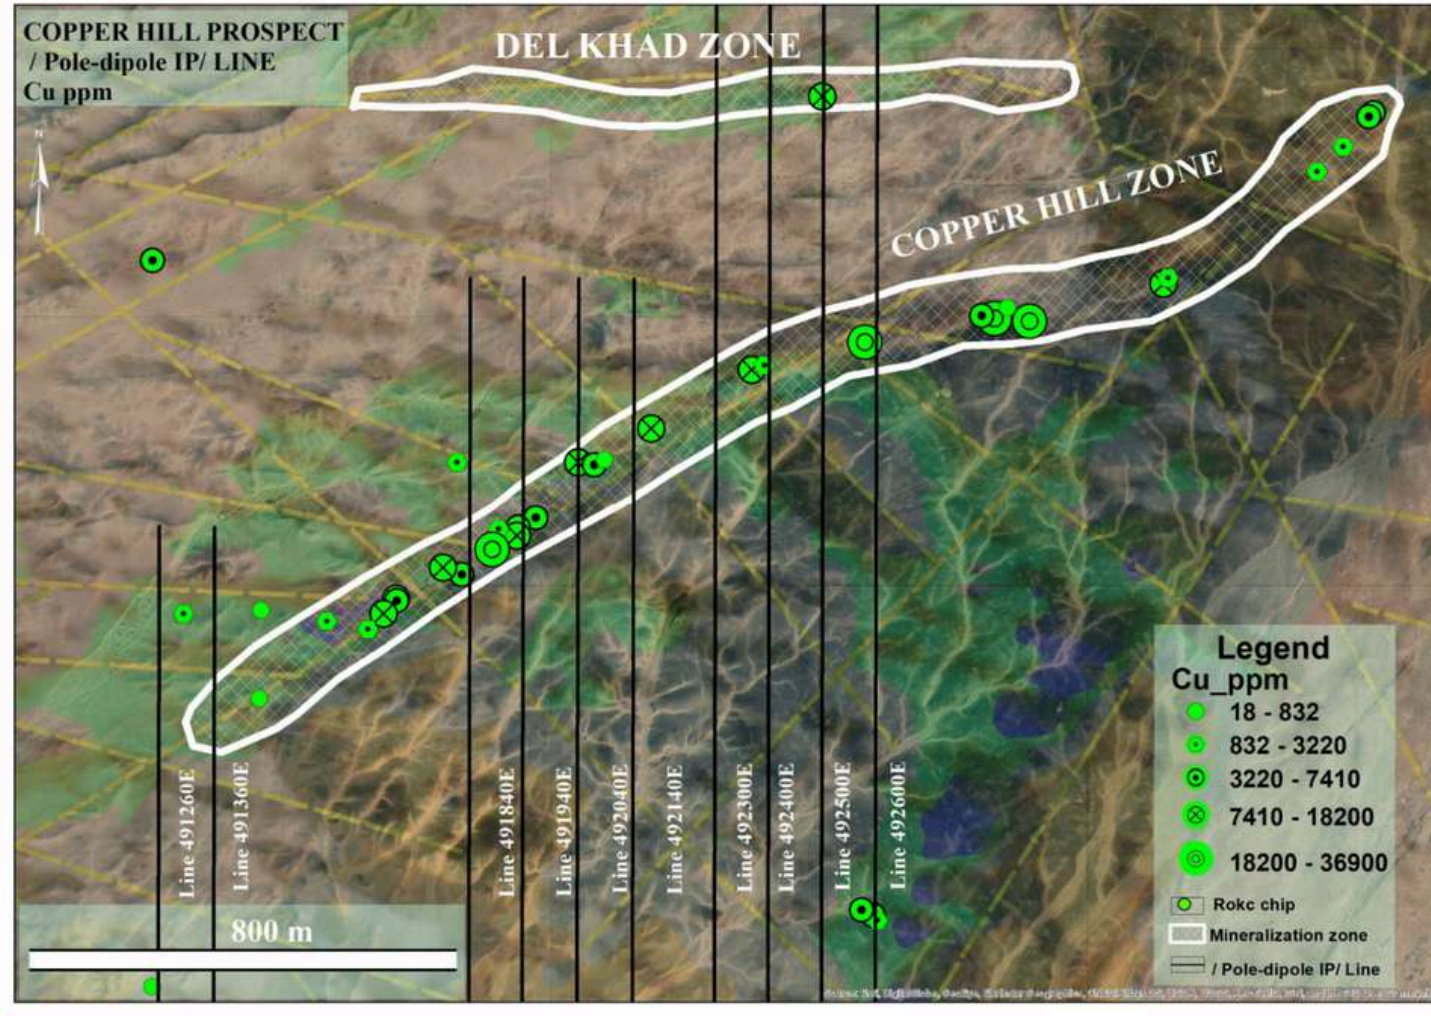 COPPER HILL PROSPECT
/ Pole-dipole IP/ LINE
Cu ppm
N
DEL KHAD ZONE
COPPER HILL ZONE
Line 491260E
Line 491360E
Line 491840E
Line 491940E
Line 492040E
Line 492140E
Line 492300E
Line 492400E
Line 492500E
Line 492600E
800 m
Legend
Cu_ppm
18 - 832
832 - 3220
3220 - 7410
7410 - 18200
18200 - 36900
Rokc chip
Mineralization zone
/ Pole-dipole IP/ Line